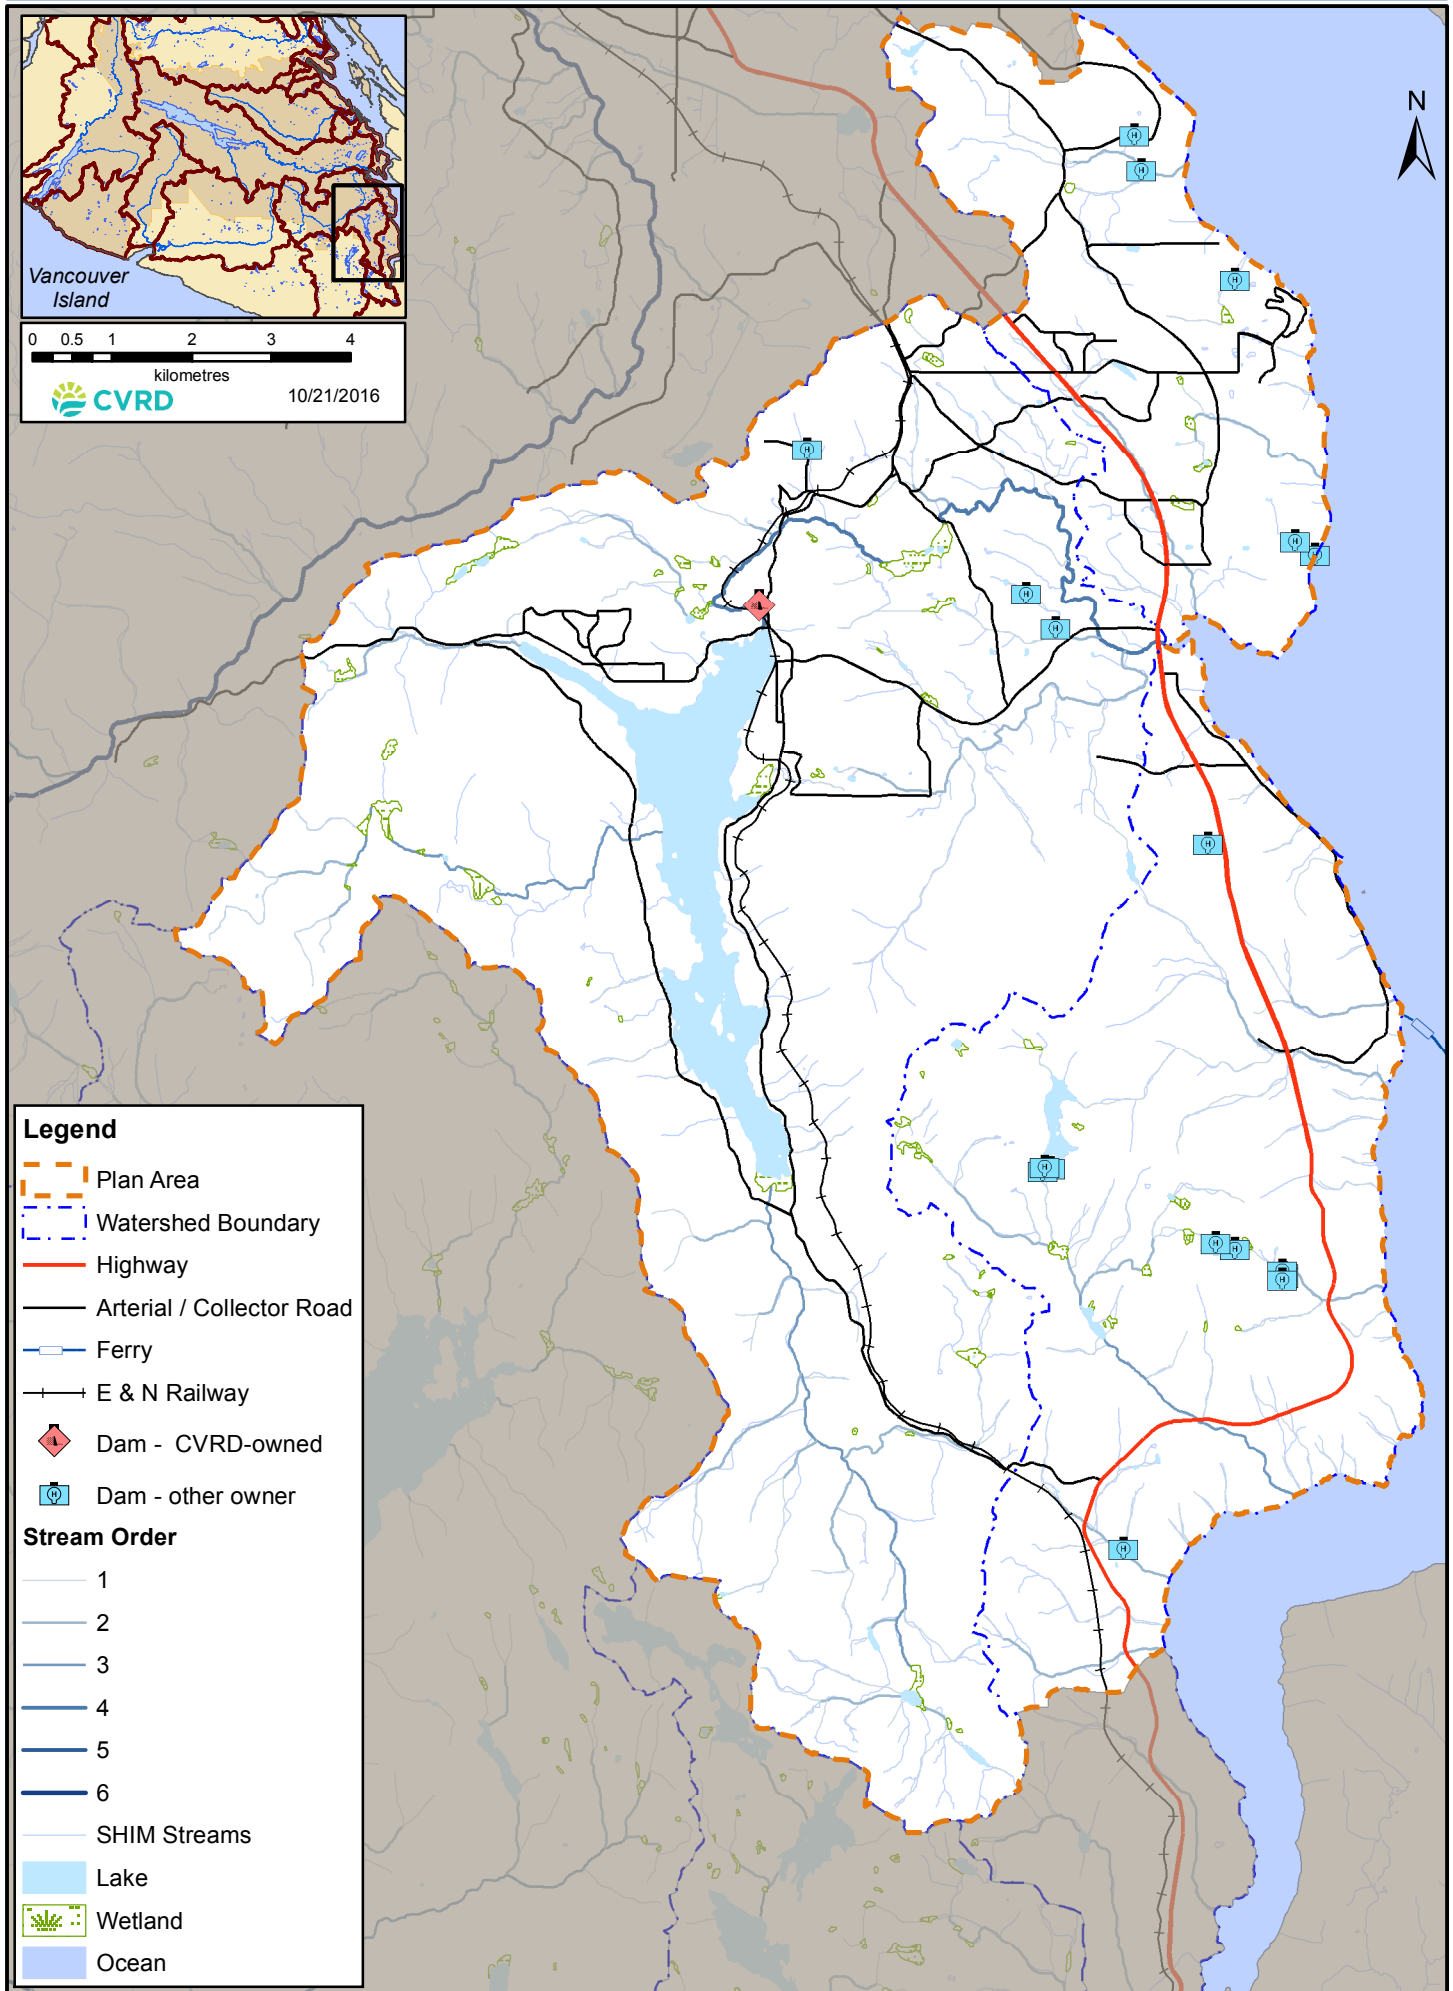 Vancouver
Island
0 0.5 1 2 3 4
kilometres
CVRD
10/21/2016
N
Legend
Plan Area
Watershed Boundary
Highway
Arterial / Collector Road
Ferry
E & N Railway
Dam - CVRD-owned
Dam - other owner
Stream Order
1
2
3
4
5
6
SHIM Streams
Lake
Wetland
Ocean